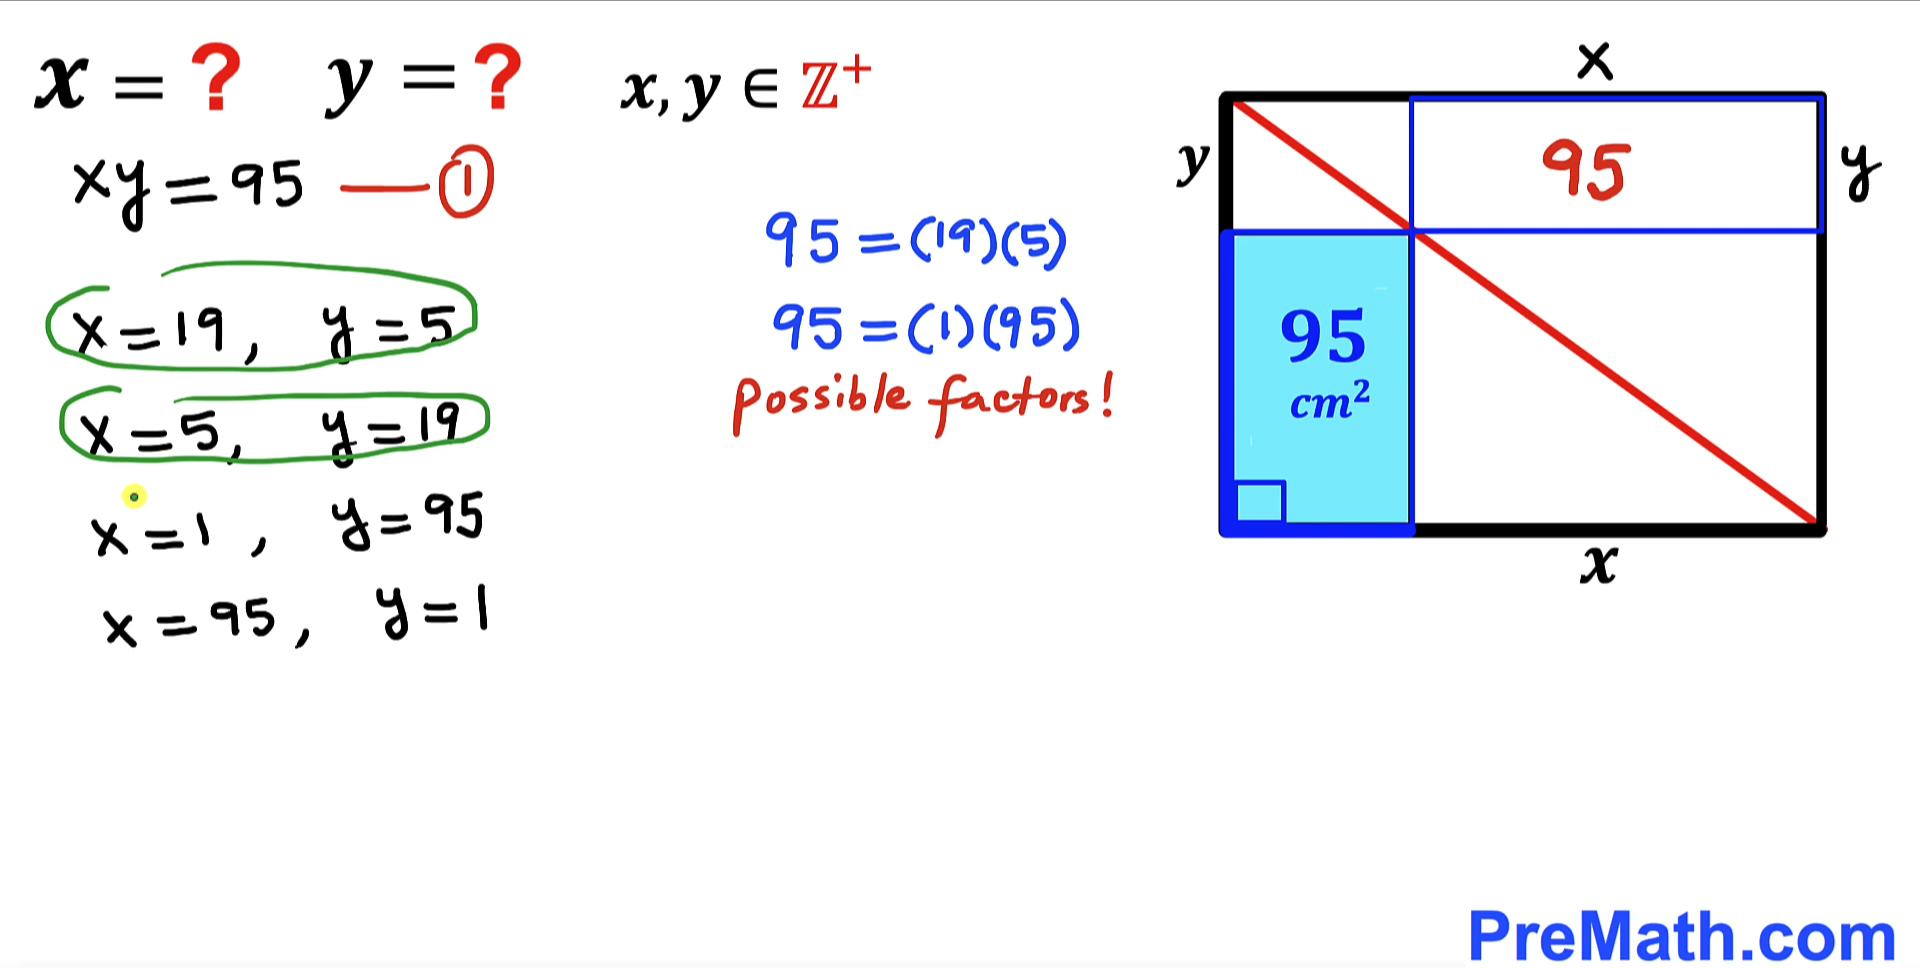 x = ? y = ? x, y ∈ ℤ⁺
xy = 95 — ①
95 = (19)(5)
95 = (1)(95)
Possible factors!
x = 19, y = 5
x = 5, y = 19
x = 1, y = 95
x = 95, y = 1
x
y 95 y
95
cm²
x
PreMath.com